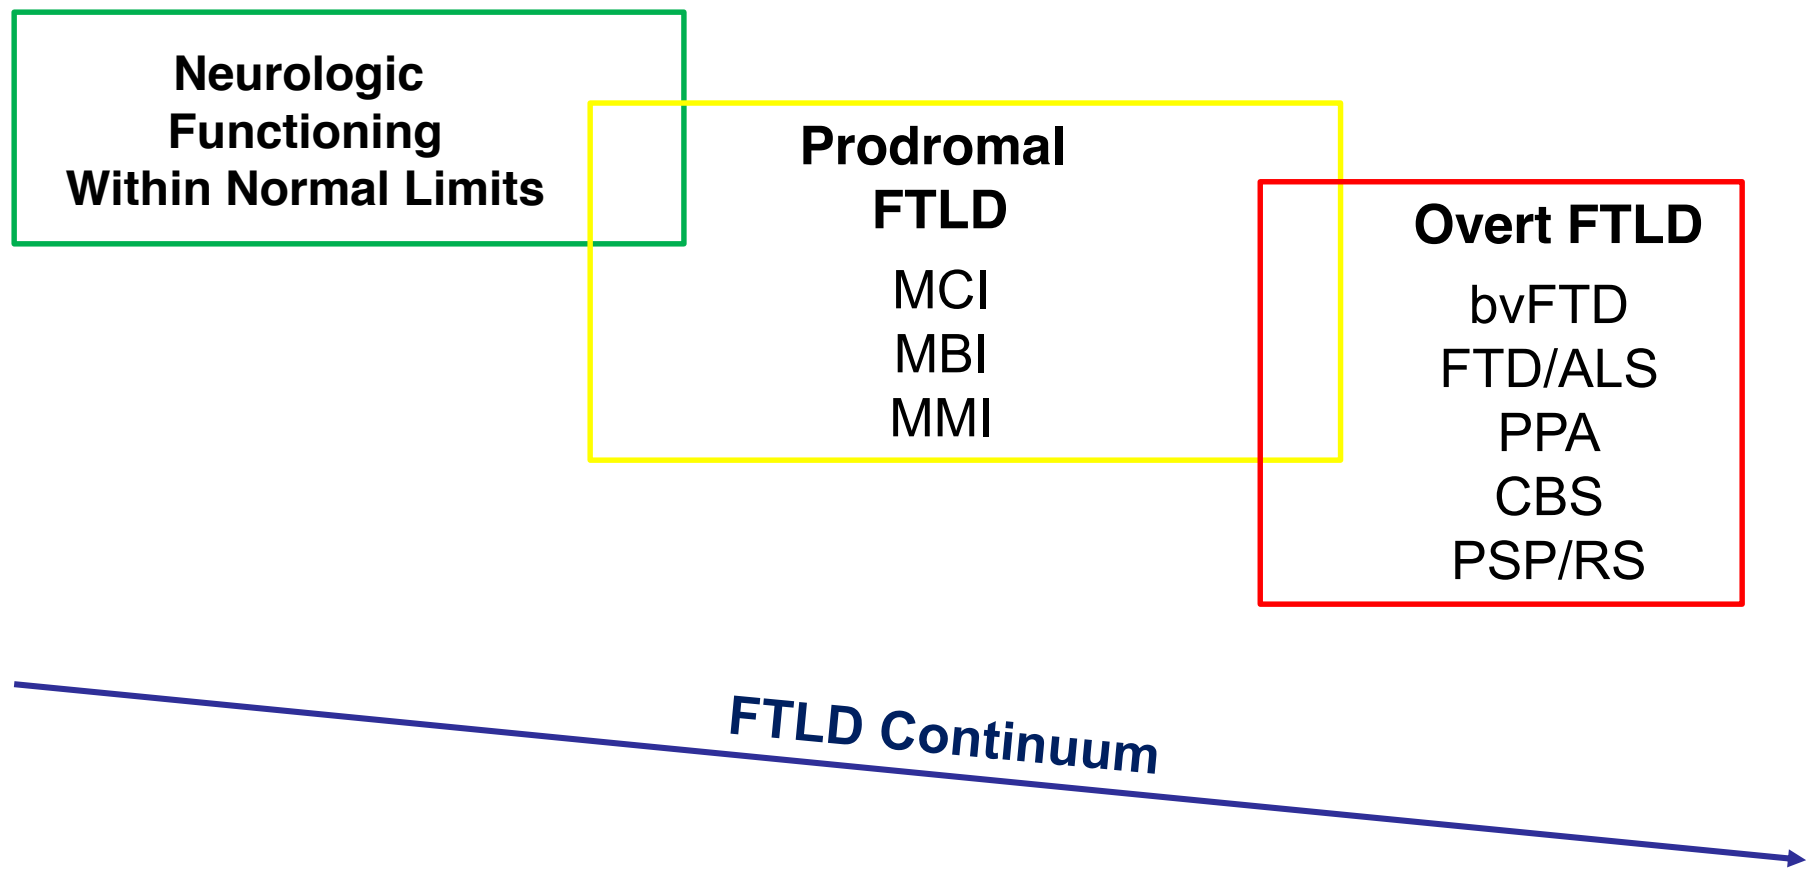 Neurologic
Functioning
Within Normal Limits
Prodromal
FTLD
MCI
MBI
MMI
Overt FTLD
bvFTD
FTD/ALS
PPA
CBS
PSP/RS
FTLD Continuum